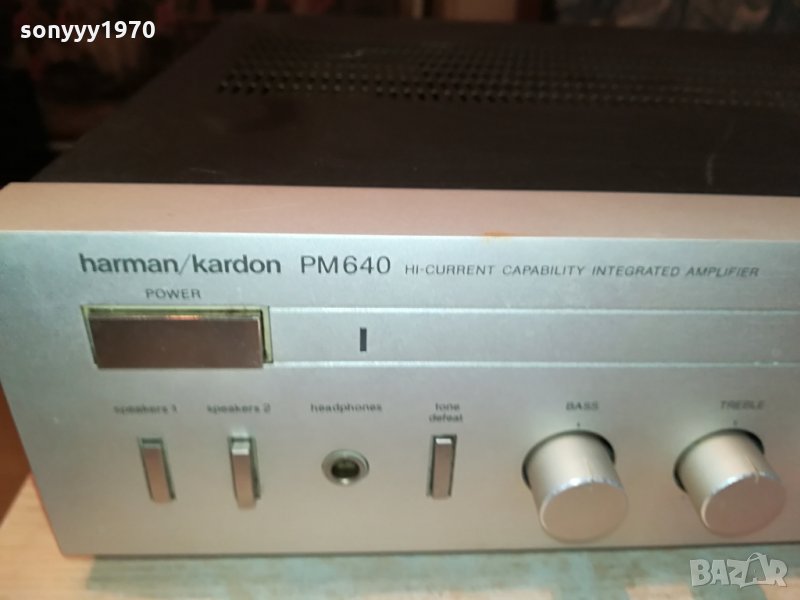 sonyyy1970
harman/kardon PM640 HI-CURRENT CAPABILITY INTEGRATED AMPLIFIER
POWER
speakers 1 speakers 2 headphones tone defeat BASS TREBLE
BAZAR